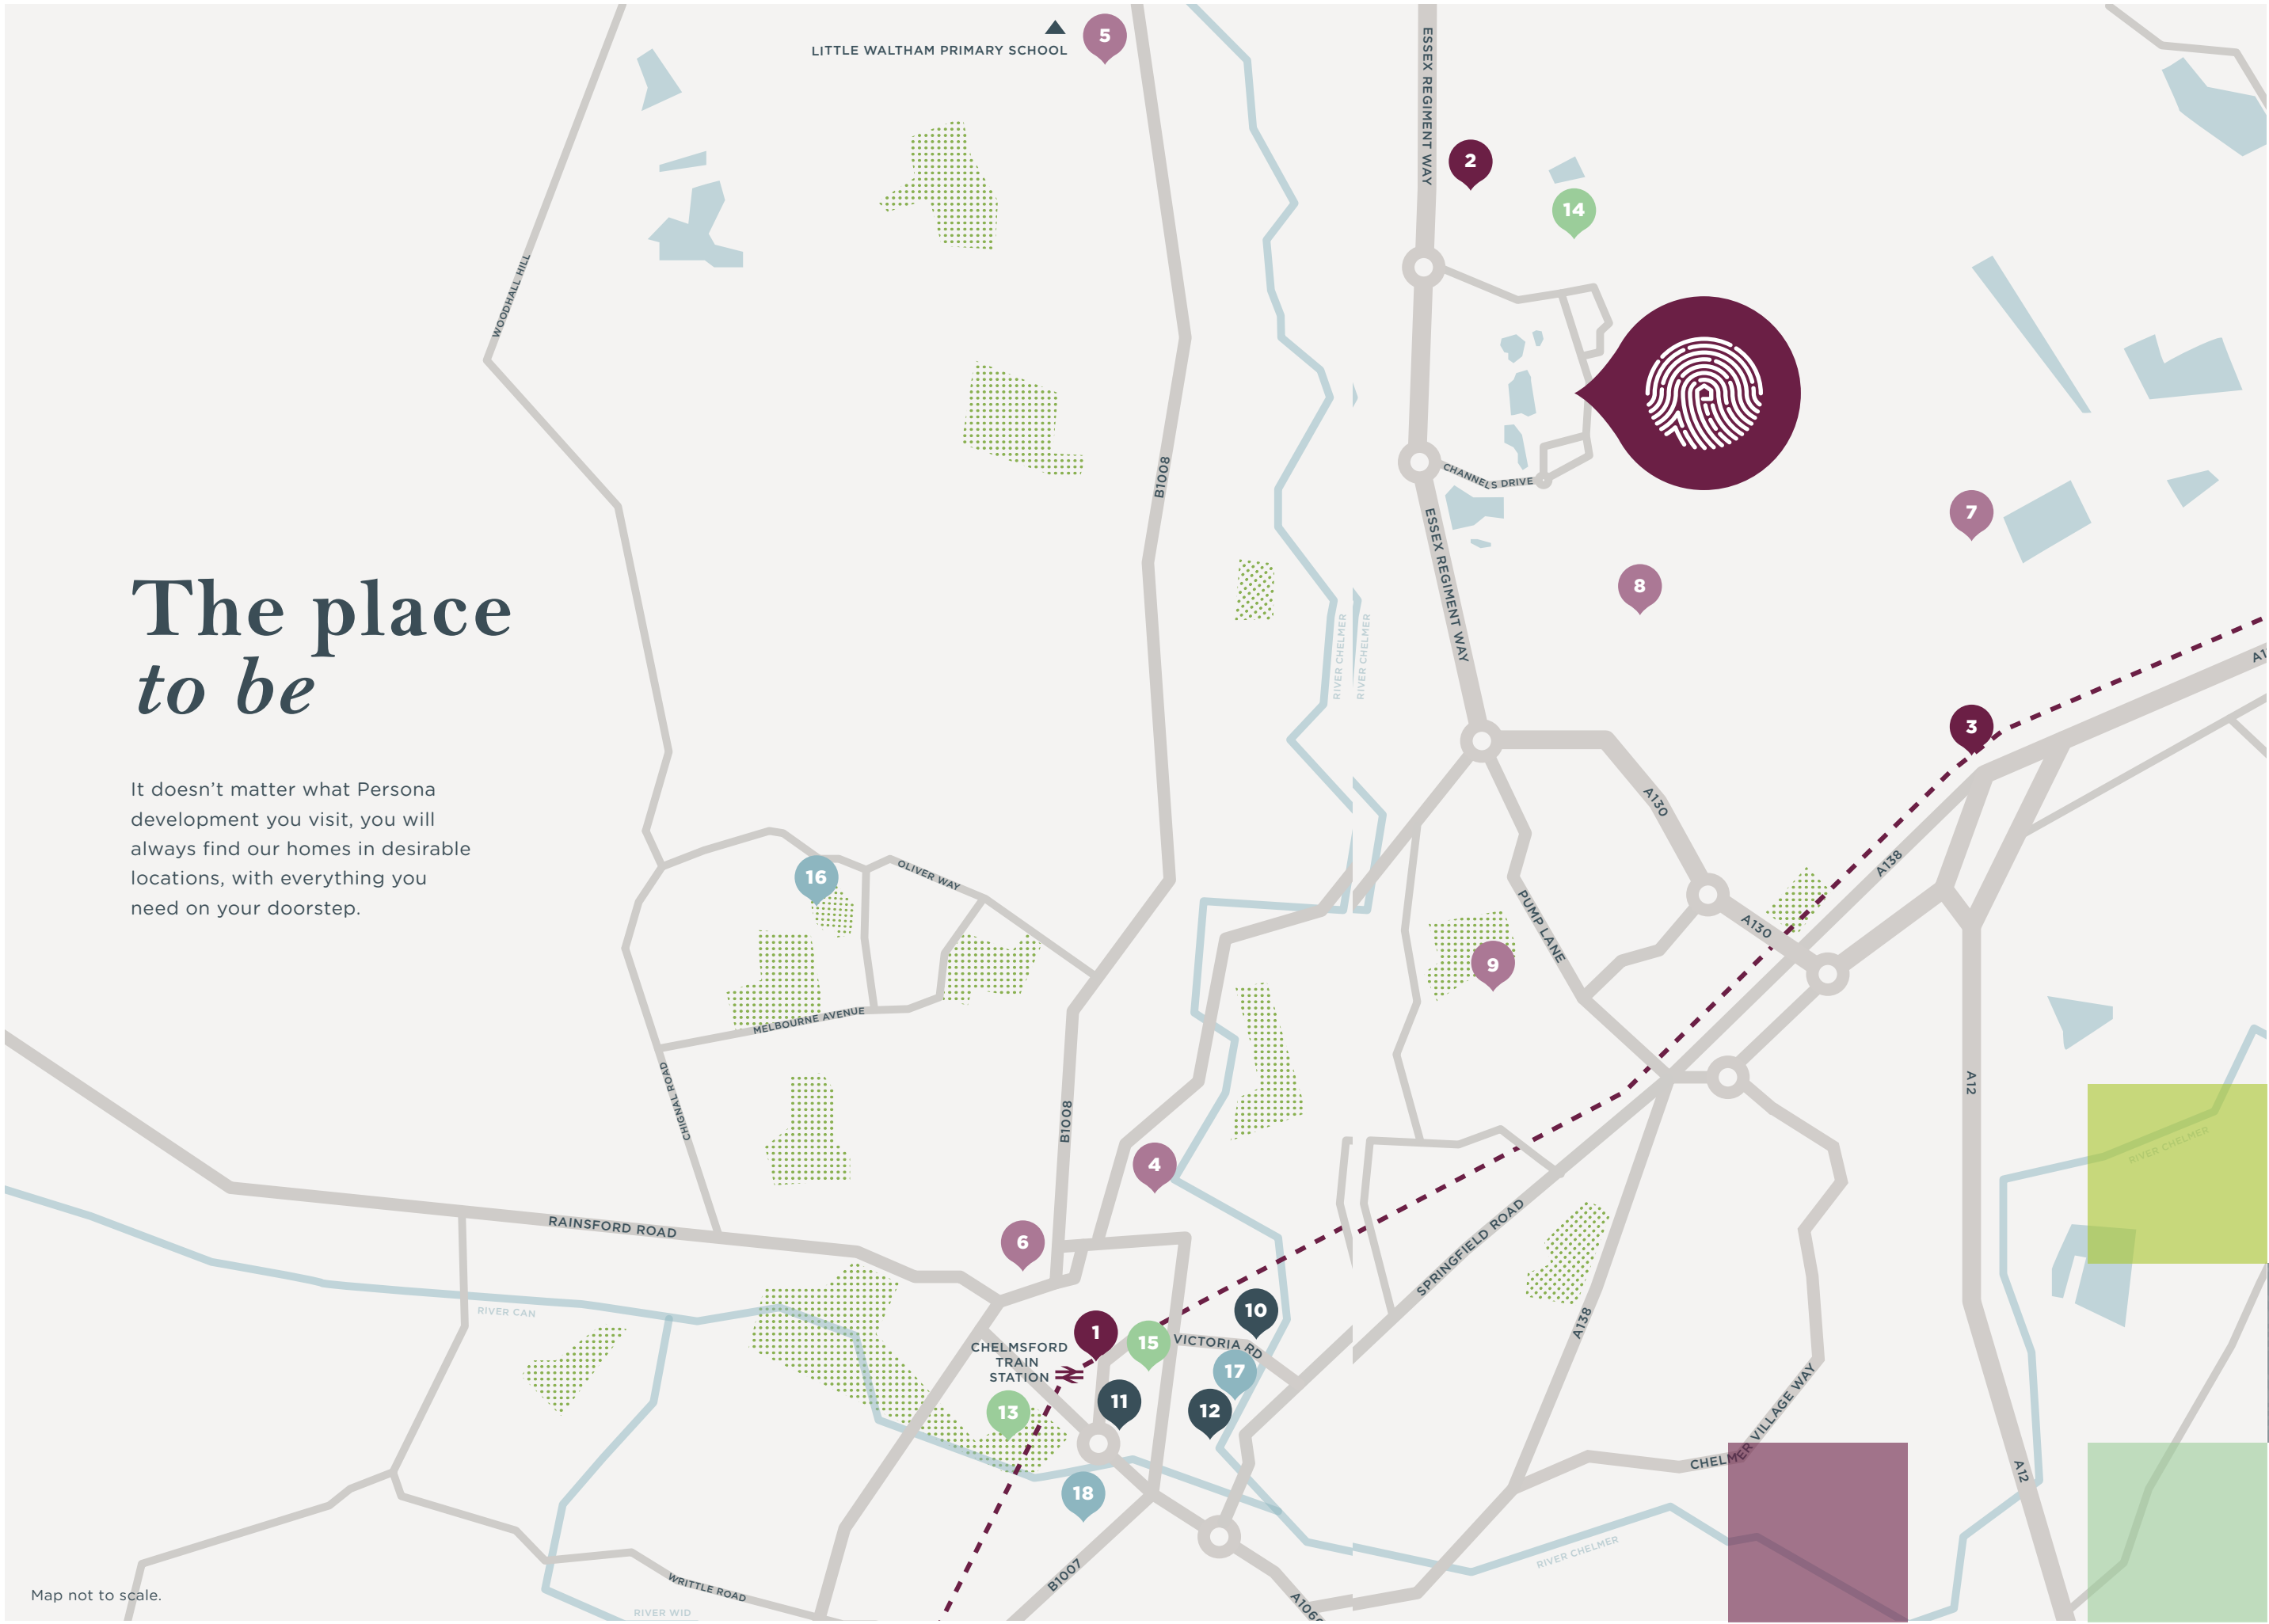 LITTLE WALTHAM PRIMARY SCHOOL
5
ESSEX REGIMENT WAY
2
14
WOODHALL HILL
B1008
CHANNELS DRIVE
ESSEX REGIMENT WAY
7
8
The place
to be
RIVER CHELMER
RIVER CHELMER
3
It doesn't matter what Persona
development you visit, you will
always find our homes in desirable
locations, with everything you
need on your doorstep.
A130
A138
16
OLIVER WAY
PUMP LANE
A130
9
MELBOURNE AVENUE
CHIGNAL ROAD
B1008
A12
RIVER CHELMER
4
RAINSFORD ROAD
6
SPRINGFIELD ROAD
RIVER CAN
10
1
15
VICTORIA RD
A138
CHELMSFORD
TRAIN
STATION
17
11
12
13
CHELMER VILLAGE WAY
A12
18
RIVER CHELMER
B1007
WRITTLE ROAD
Map not to scale.
RIVER WID